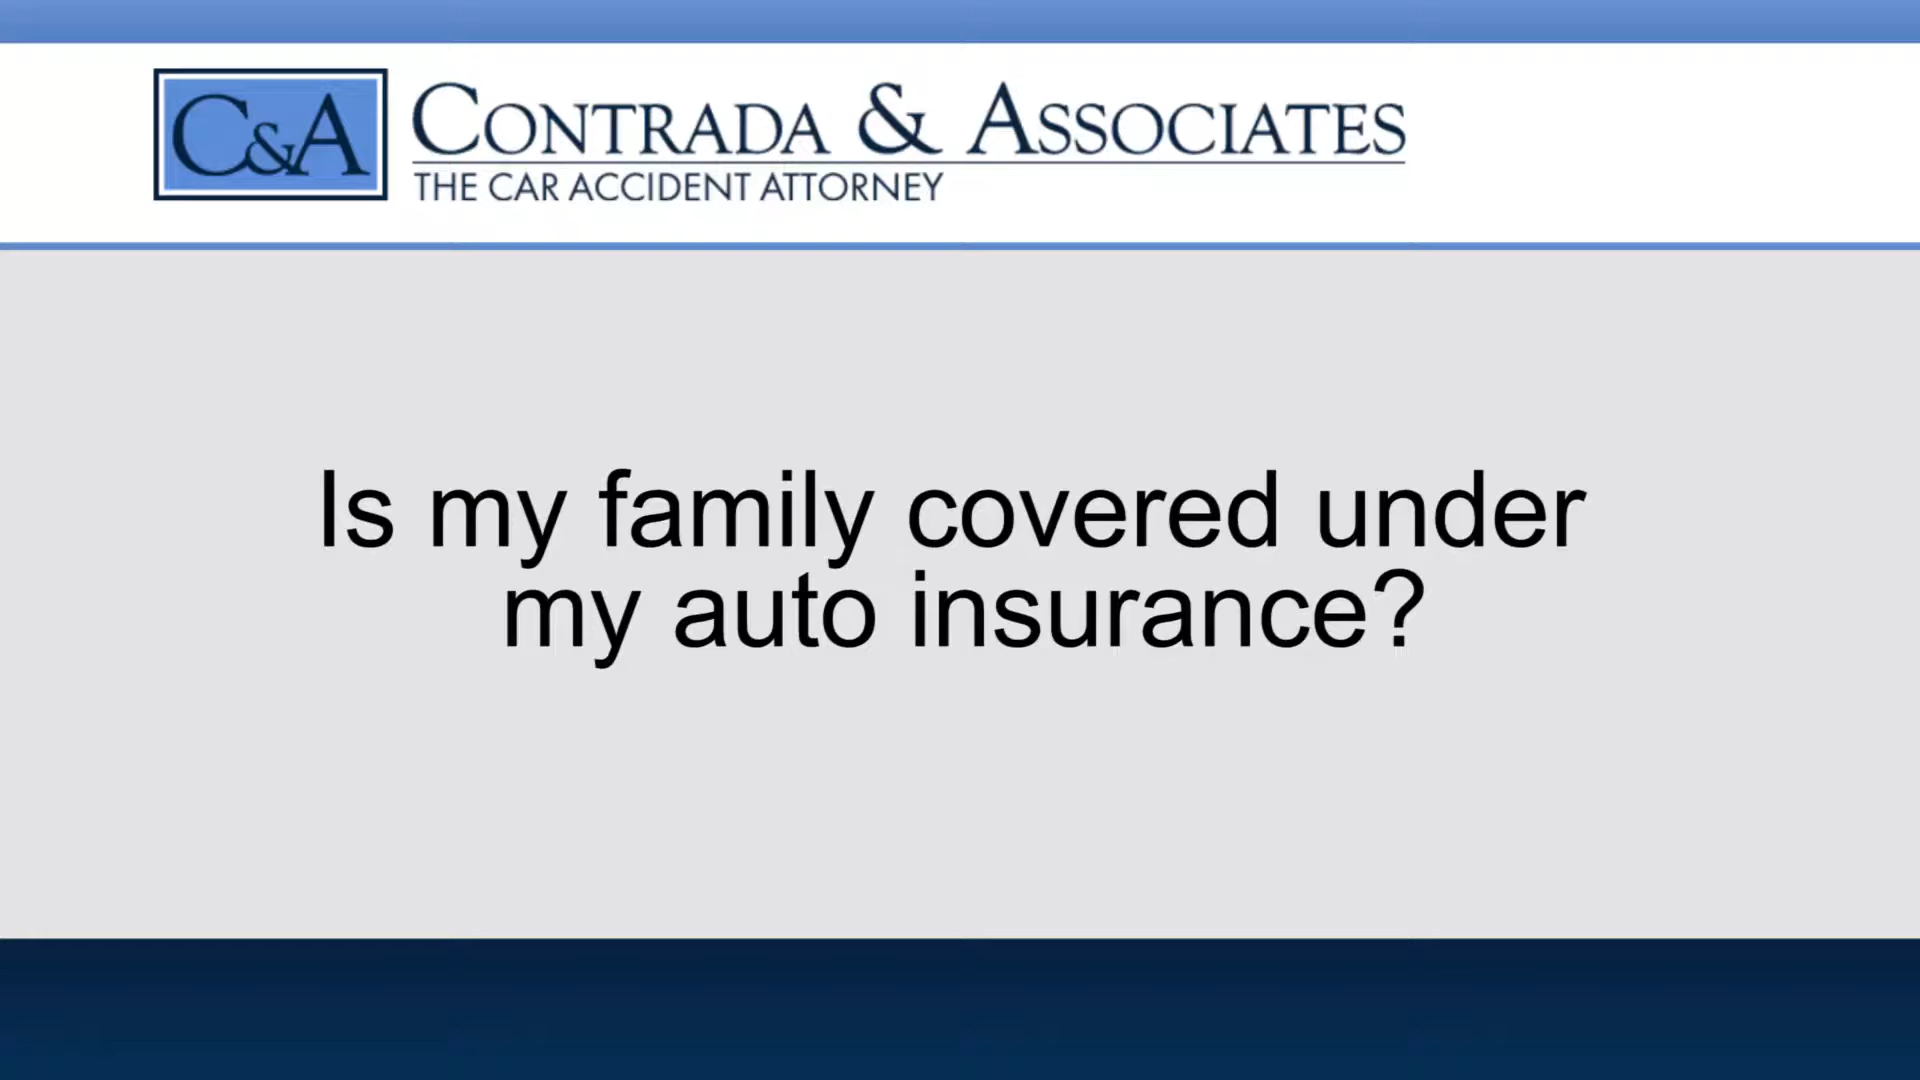 C&A
CONTRADA & ASSOCIATES
THE CAR ACCIDENT ATTORNEY
Is my family covered under
my auto insurance?